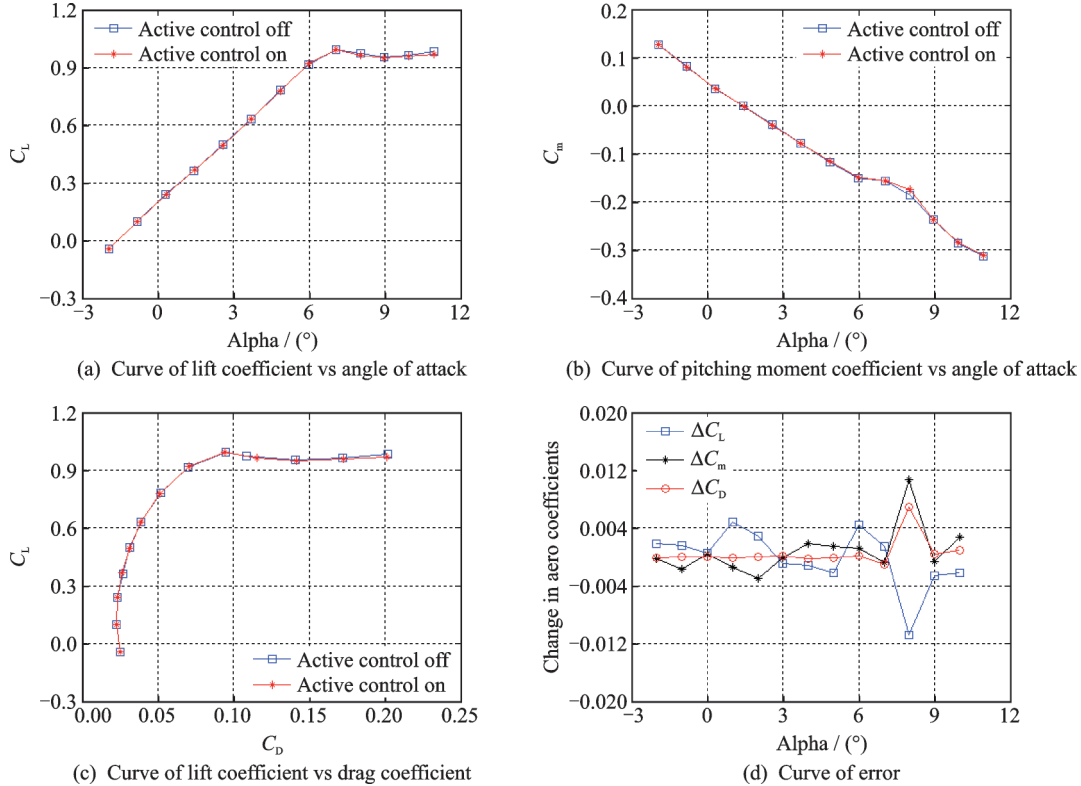 1.2
0.9
0.6
0.3
0.0
−0.3
C_L
Active control off
Active control on
−3 0 3 6 9 12
Alpha / (°)
(a) Curve of lift coefficient vs angle of attack
0.2
0.1
0.0
−0.1
−0.2
−0.3
−0.4
C_m
Active control off
Active control on
−3 0 3 6 9 12
Alpha / (°)
(b) Curve of pitching moment coefficient vs angle of attack
1.2
0.9
0.6
0.3
0.0
−0.3
C_L
Active control off
Active control on
0.00 0.05 0.10 0.15 0.20 0.25
C_D
(c) Curve of lift coefficient vs drag coefficient
0.020
0.012
0.004
−0.004
−0.012
−0.020
Change in aero coefficients
ΔC_L
ΔC_m
ΔC_D
−3 0 3 6 9 12
Alpha / (°)
(d) Curve of error